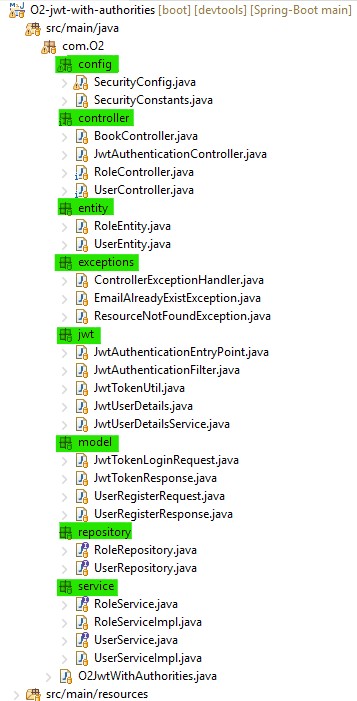 O2-jwt-with-authorities [boot] [devtools] [Spring-Boot main]
src/main/java
com.O2
config
SecurityConfig.java
SecurityConstants.java
controller
BookController.java
JwtAuthenticationController.java
RoleController.java
UserController.java
entity
RoleEntity.java
UserEntity.java
exceptions
ControllerExceptionHandler.java
EmailAlreadyExistException.java
ResourceNotFoundException.java
jwt
JwtAuthenticationEntryPoint.java
JwtAuthenticationFilter.java
JwtTokenUtil.java
JwtUserDetails.java
JwtUserDetailsService.java
model
JwtTokenLoginRequest.java
JwtTokenResponse.java
UserRegisterRequest.java
UserRegisterResponse.java
repository
RoleRepository.java
UserRepository.java
service
RoleService.java
RoleServiceImpl.java
UserService.java
UserServiceImpl.java
O2JwtWithAuthorities.java
src/main/resources